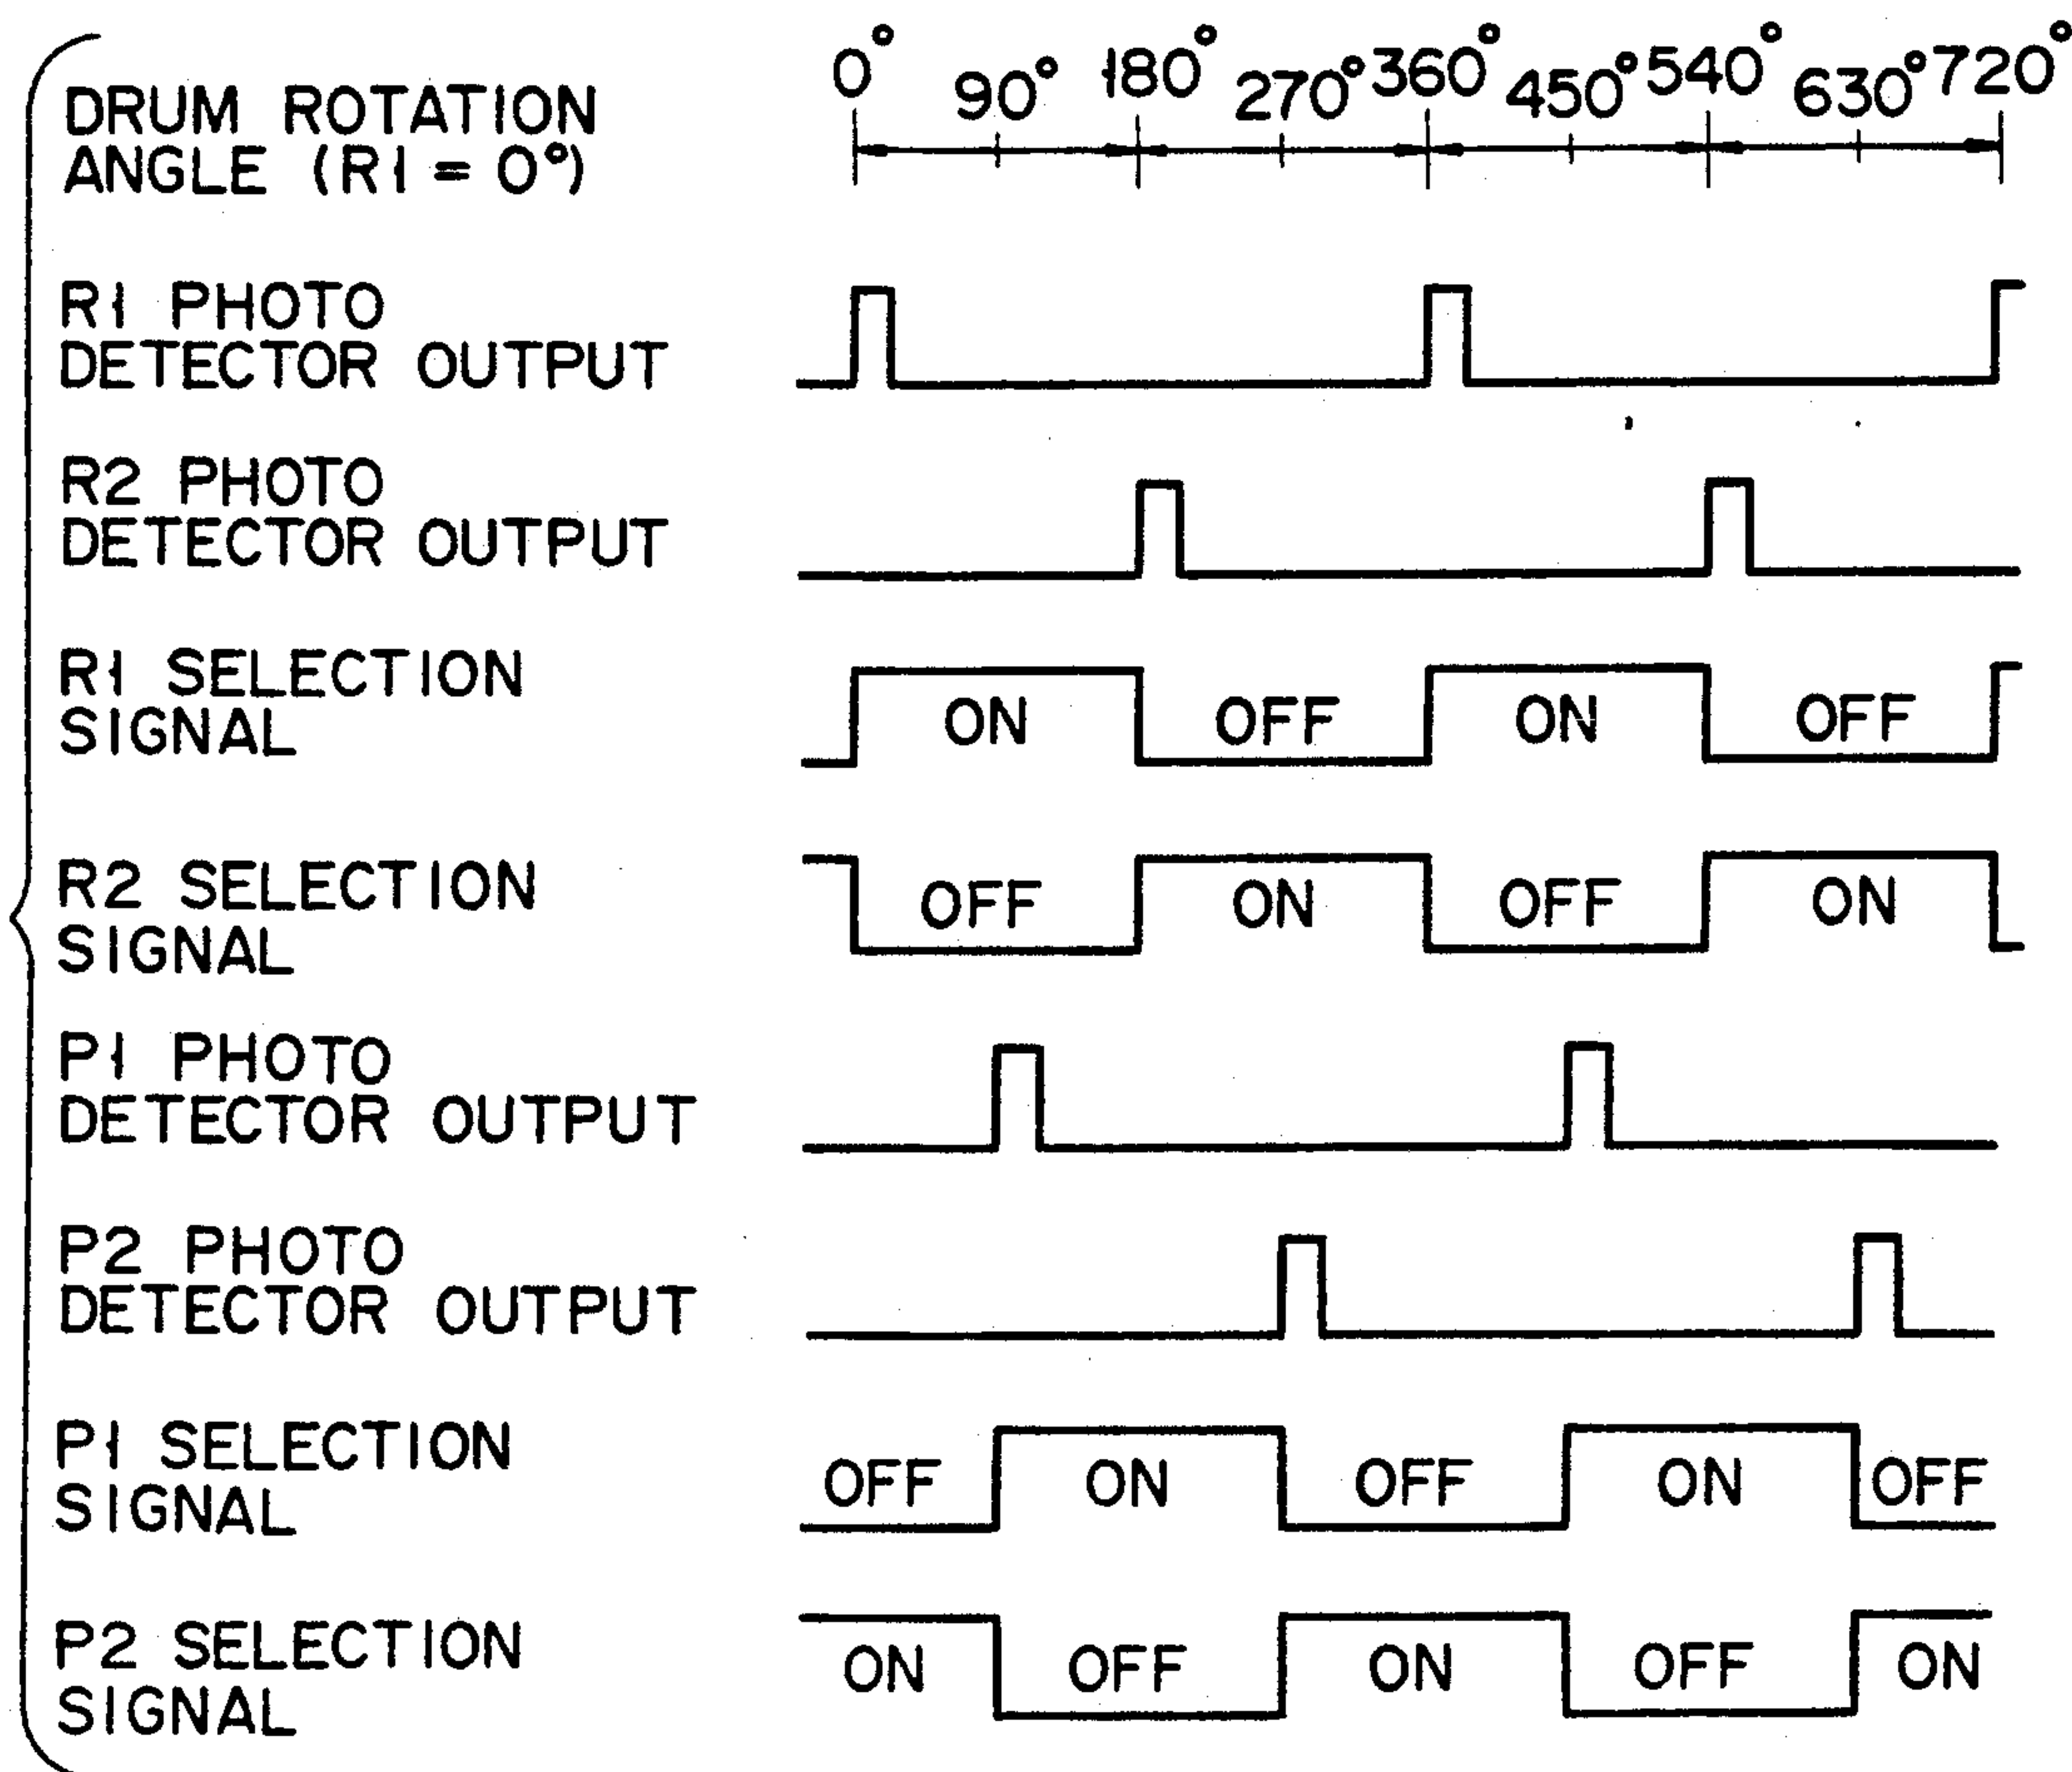 0° 90° 180° 270° 360° 450° 540° 630° 720°
DRUM ROTATION
ANGLE (R1 = 0°)
R1 PHOTO
DETECTOR OUTPUT
R2 PHOTO
DETECTOR OUTPUT
R1 SELECTION
SIGNAL
ON OFF ON OFF
R2 SELECTION
SIGNAL
OFF ON OFF ON
P1 PHOTO
DETECTOR OUTPUT
P2 PHOTO
DETECTOR OUTPUT
P1 SELECTION
SIGNAL
OFF ON OFF ON OFF
P2 SELECTION
SIGNAL
ON OFF ON OFF ON